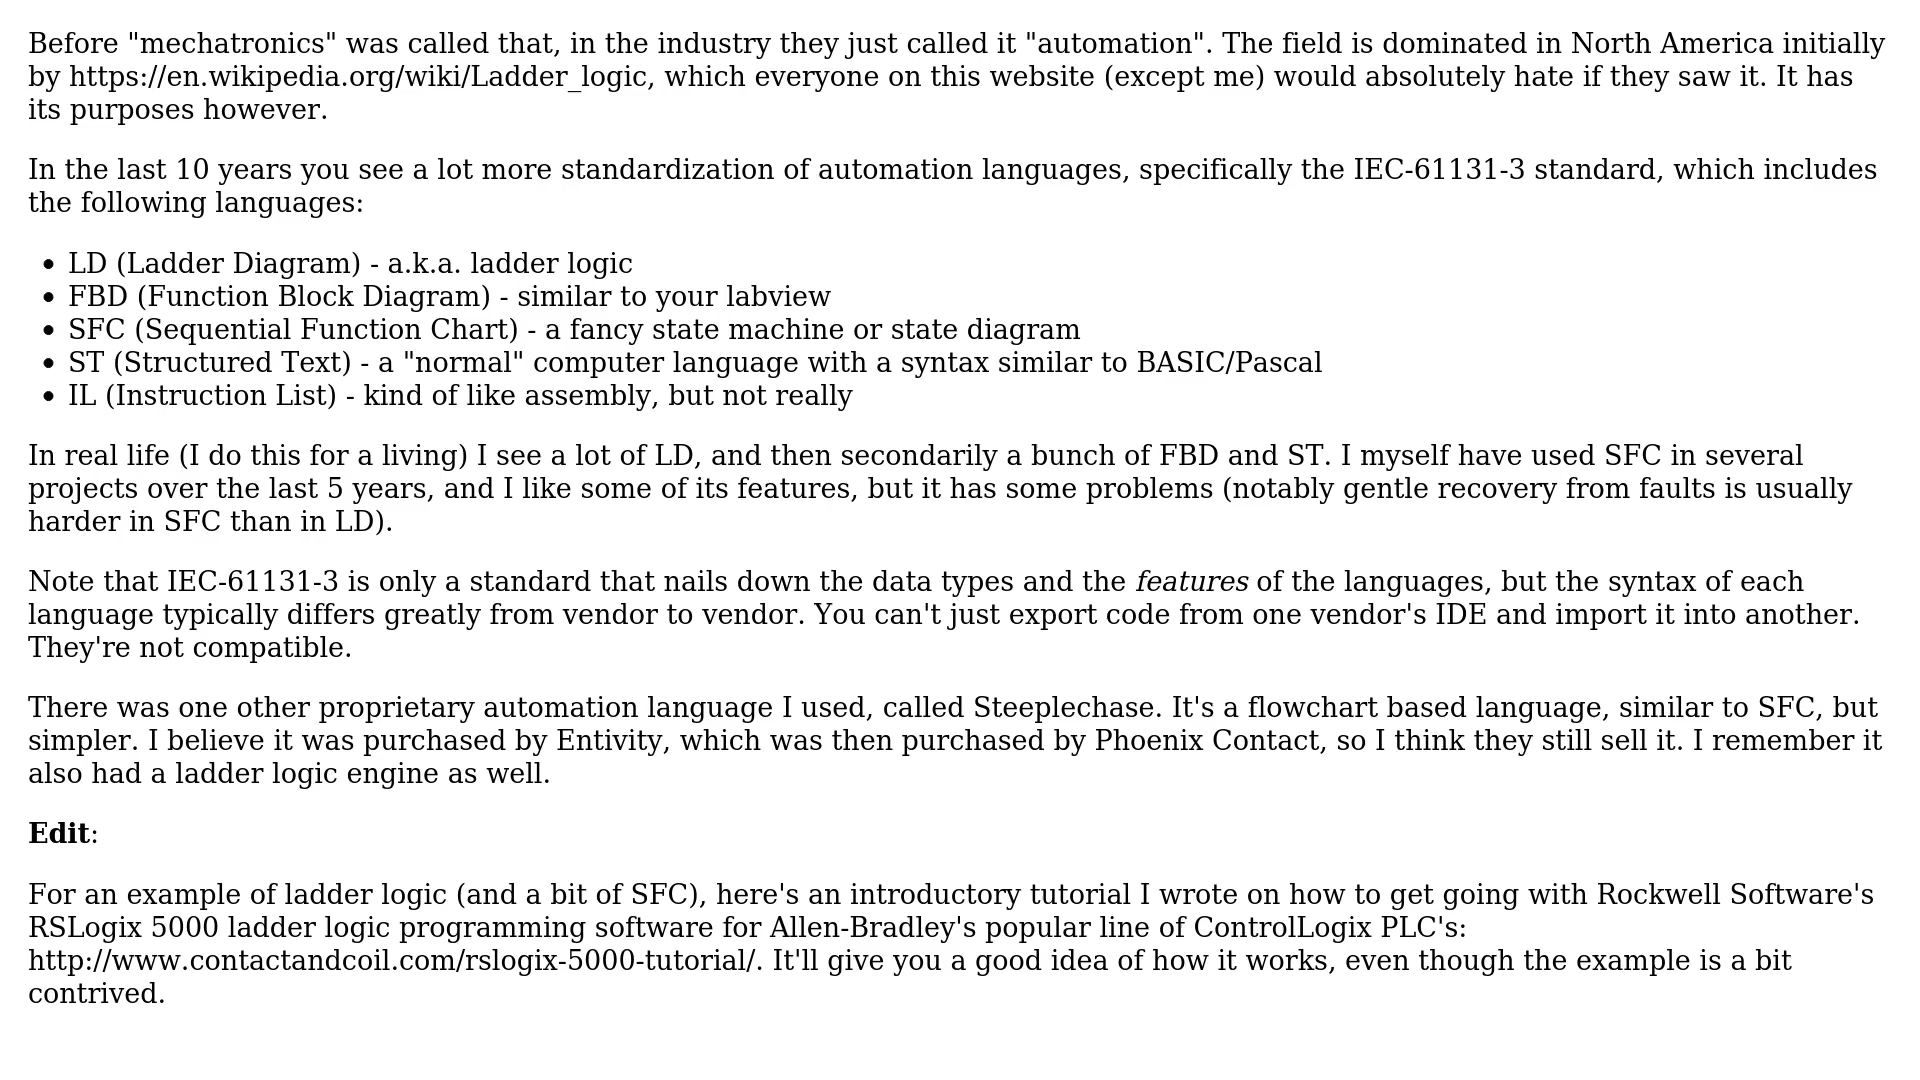 Before "mechatronics" was called that, in the industry they just called it "automation". The field is dominated in North America initially
by https://en.wikipedia.org/wiki/Ladder_logic, which everyone on this website (except me) would absolutely hate if they saw it. It has
its purposes however.
In the last 10 years you see a lot more standardization of automation languages, specifically the IEC-61131-3 standard, which includes
the following languages:
• LD (Ladder Diagram) - a.k.a. ladder logic
• FBD (Function Block Diagram) - similar to your labview
• SFC (Sequential Function Chart) - a fancy state machine or state diagram
• ST (Structured Text) - a "normal" computer language with a syntax similar to BASIC/Pascal
• IL (Instruction List) - kind of like assembly, but not really
In real life (I do this for a living) I see a lot of LD, and then secondarily a bunch of FBD and ST. I myself have used SFC in several
projects over the last 5 years, and I like some of its features, but it has some problems (notably gentle recovery from faults is usually
harder in SFC than in LD).
Note that IEC-61131-3 is only a standard that nails down the data types and the features of the languages, but the syntax of each
language typically differs greatly from vendor to vendor. You can't just export code from one vendor's IDE and import it into another.
They're not compatible.
There was one other proprietary automation language I used, called Steeplechase. It's a flowchart based language, similar to SFC, but
simpler. I believe it was purchased by Entivity, which was then purchased by Phoenix Contact, so I think they still sell it. I remember it
also had a ladder logic engine as well.
Edit:
For an example of ladder logic (and a bit of SFC), here's an introductory tutorial I wrote on how to get going with Rockwell Software's
RSLogix 5000 ladder logic programming software for Allen-Bradley's popular line of ControlLogix PLC's:
http://www.contactandcoil.com/rslogix-5000-tutorial/. It'll give you a good idea of how it works, even though the example is a bit
contrived.